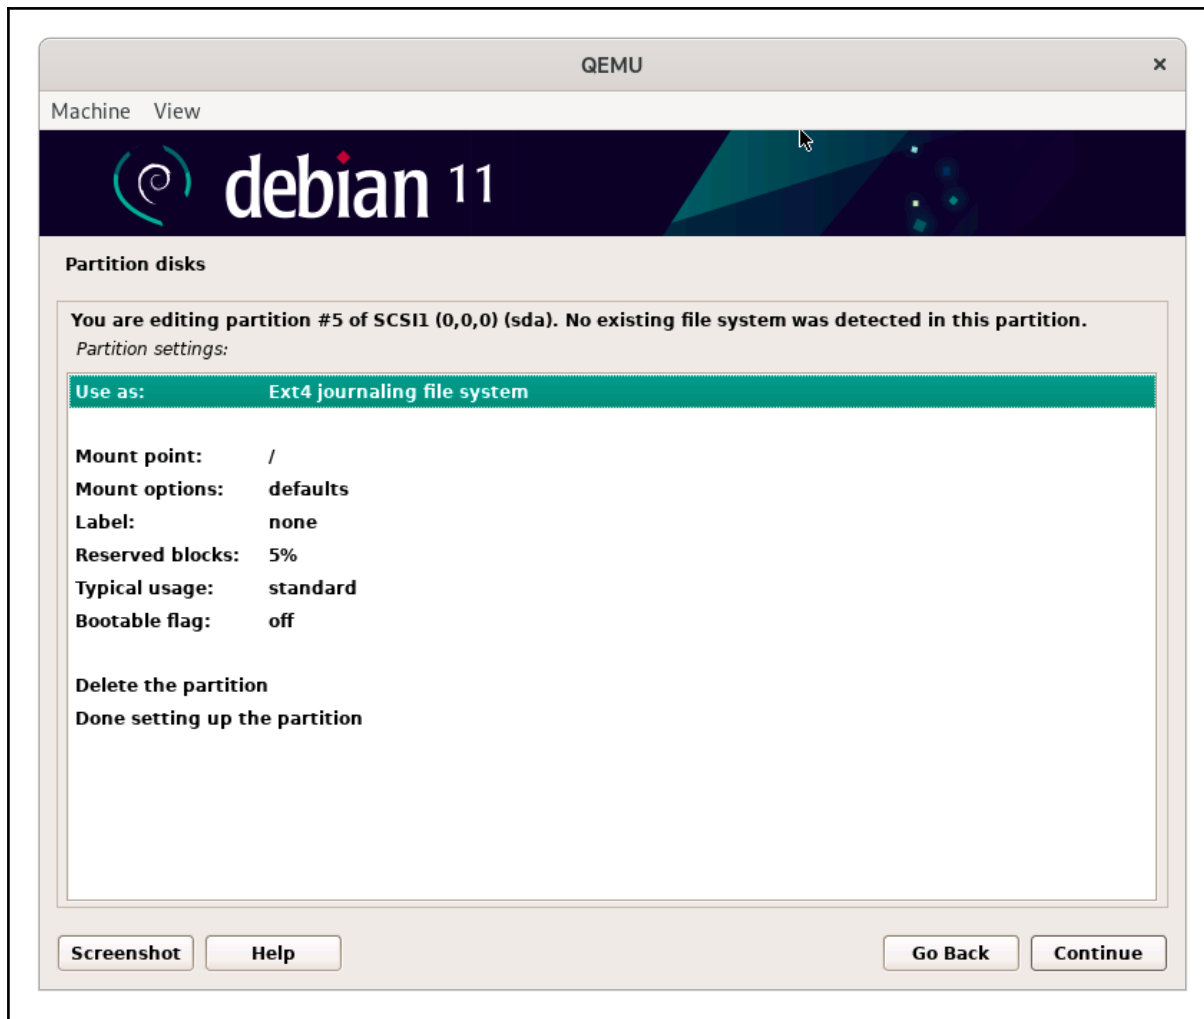 QEMU ×
Machine View
debian 11
Partition disks
You are editing partition #5 of SCSI1 (0,0,0) (sda). No existing file system was detected in this partition.
Partition settings:
Use as: Ext4 journaling file system
Mount point: /
Mount options: defaults
Label: none
Reserved blocks: 5%
Typical usage: standard
Bootable flag: off
Delete the partition
Done setting up the partition
Screenshot Help Go Back Continue